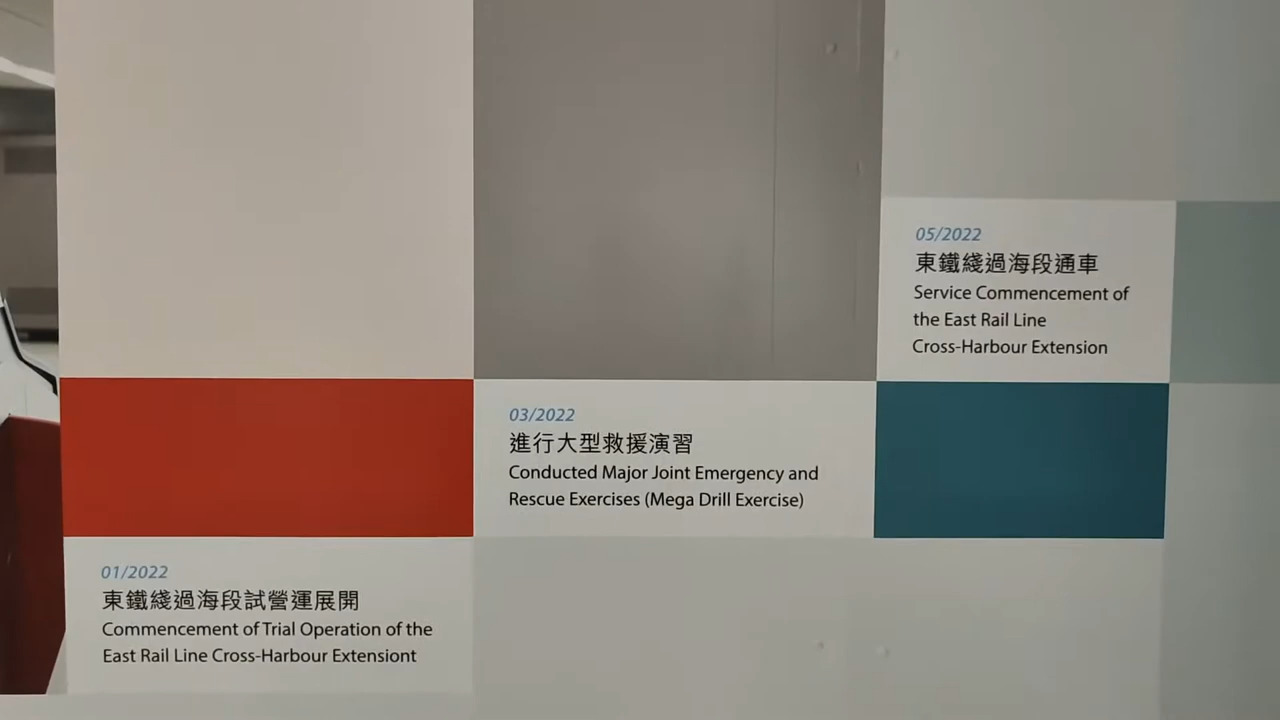 01/2022
東鐵綫過海段試營運展開
Commencement of Trial Operation of the
East Rail Line Cross-Harbour Extensiont
03/2022
進行大型救援演習
Conducted Major Joint Emergency and
Rescue Exercises (Mega Drill Exercise)
05/2022
東鐵綫過海段通車
Service Commencement of
the East Rail Line
Cross-Harbour Extension